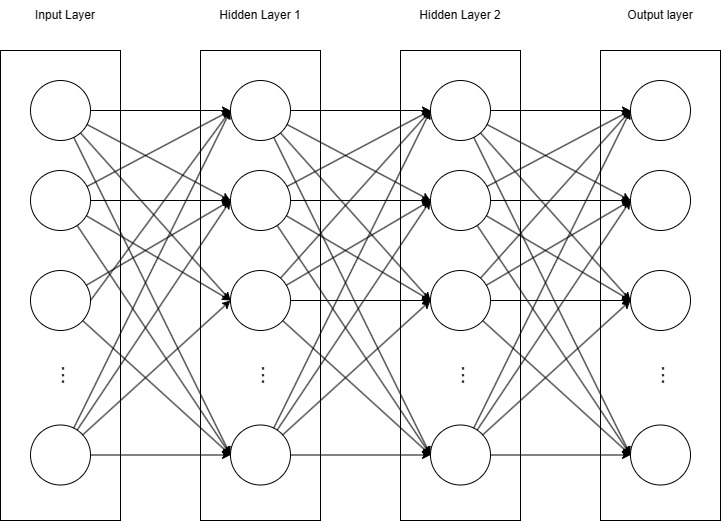 Input Layer
Hidden Layer 1
Hidden Layer 2
Output layer